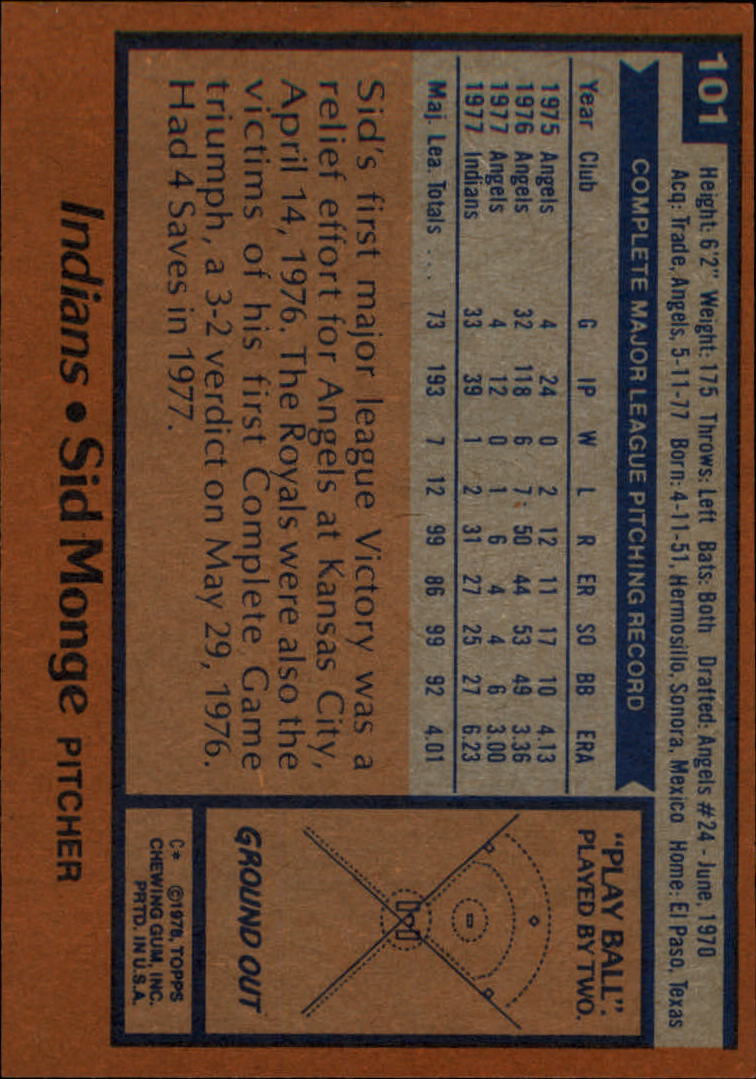 101
Height: 6'2" Weight: 175 Throws: Left Bats: Both Drafted: Angels #24 - June, 1970
Acq: Trade, Angels, 5-11-77 Born: 4-11-51, Hermosillo, Sonora, Mexico Home: El Paso, Texas
COMPLETE MAJOR LEAGUE PITCHING RECORD
Year Club G IP W L R ER SO BB ERA
1975 Angels 4 24 0 2 12 11 17 10 4.13
1976 Angels 32 118 6 7 50 44 53 49 3.36
1977 Angels 4 12 0 1 6 4 4 6 3.00
1977 Indians 33 39 1 2 31 27 25 27 6.23
Maj. Lea. Totals .... 73 193 7 12 99 86 99 92 4.01
Sid's first major league Victory was a
relief effort for Angels at Kansas City,
April 14, 1976. The Royals were also the
victims of his first Complete Game
triumph, a 3-2 verdict on May 29, 1976.
Had 4 Saves in 1977.
"PLAY BALL"
PLAYED BY TWO.
GROUND OUT
C* ©1978, TOPPS
CHEWING GUM, INC.
PRTD. IN U.S.A.
Indians • Sid Monge PITCHER